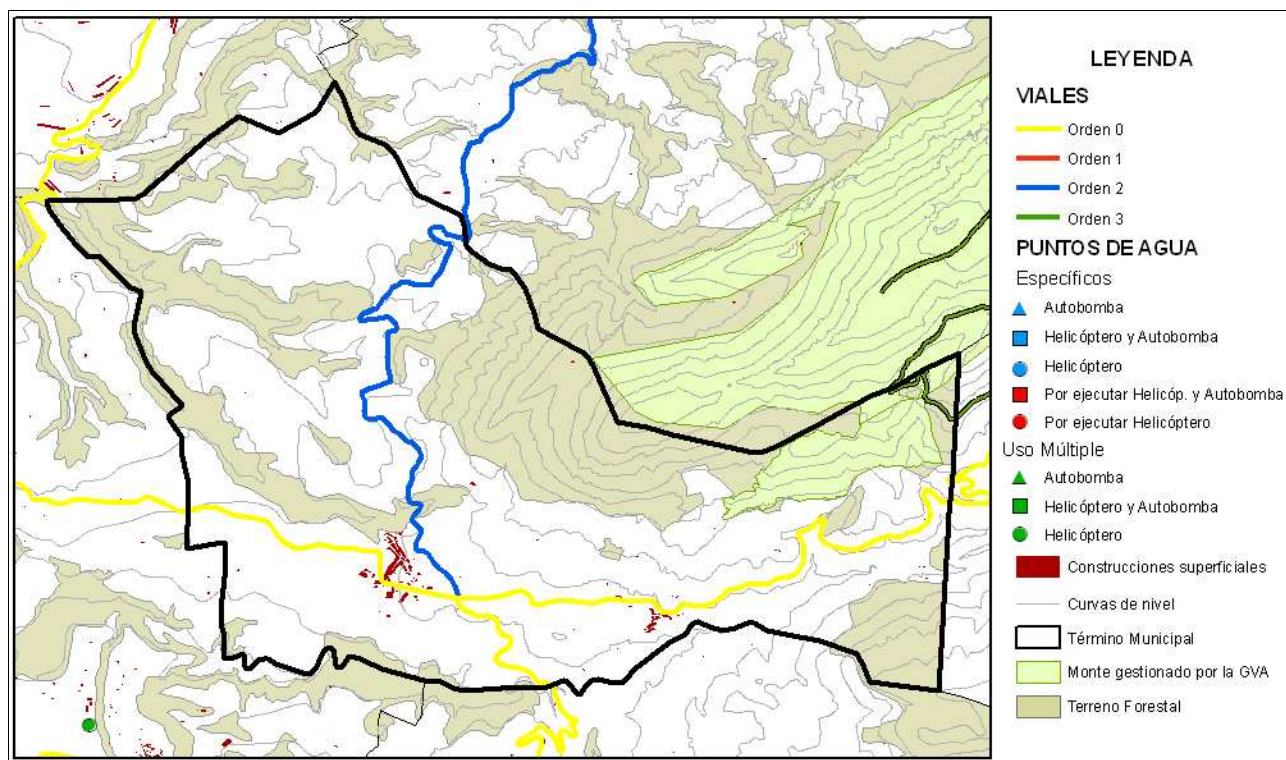 LEYENDA
VIALES
Orden 0
Orden 1
Orden 2
Orden 3
PUNTOS DE AGUA
Específicos
Autobomba
Helicóptero y Autobomba
Helicóptero
Por ejecutar Helicóp. y Autobomba
Por ejecutar Helicóptero
Uso Múltiple
Autobomba
Helicóptero y Autobomba
Helicóptero
Construcciones superficiales
Curvas de nivel
Término Municipal
Monte gestionado por la GVA
Terreno Forestal